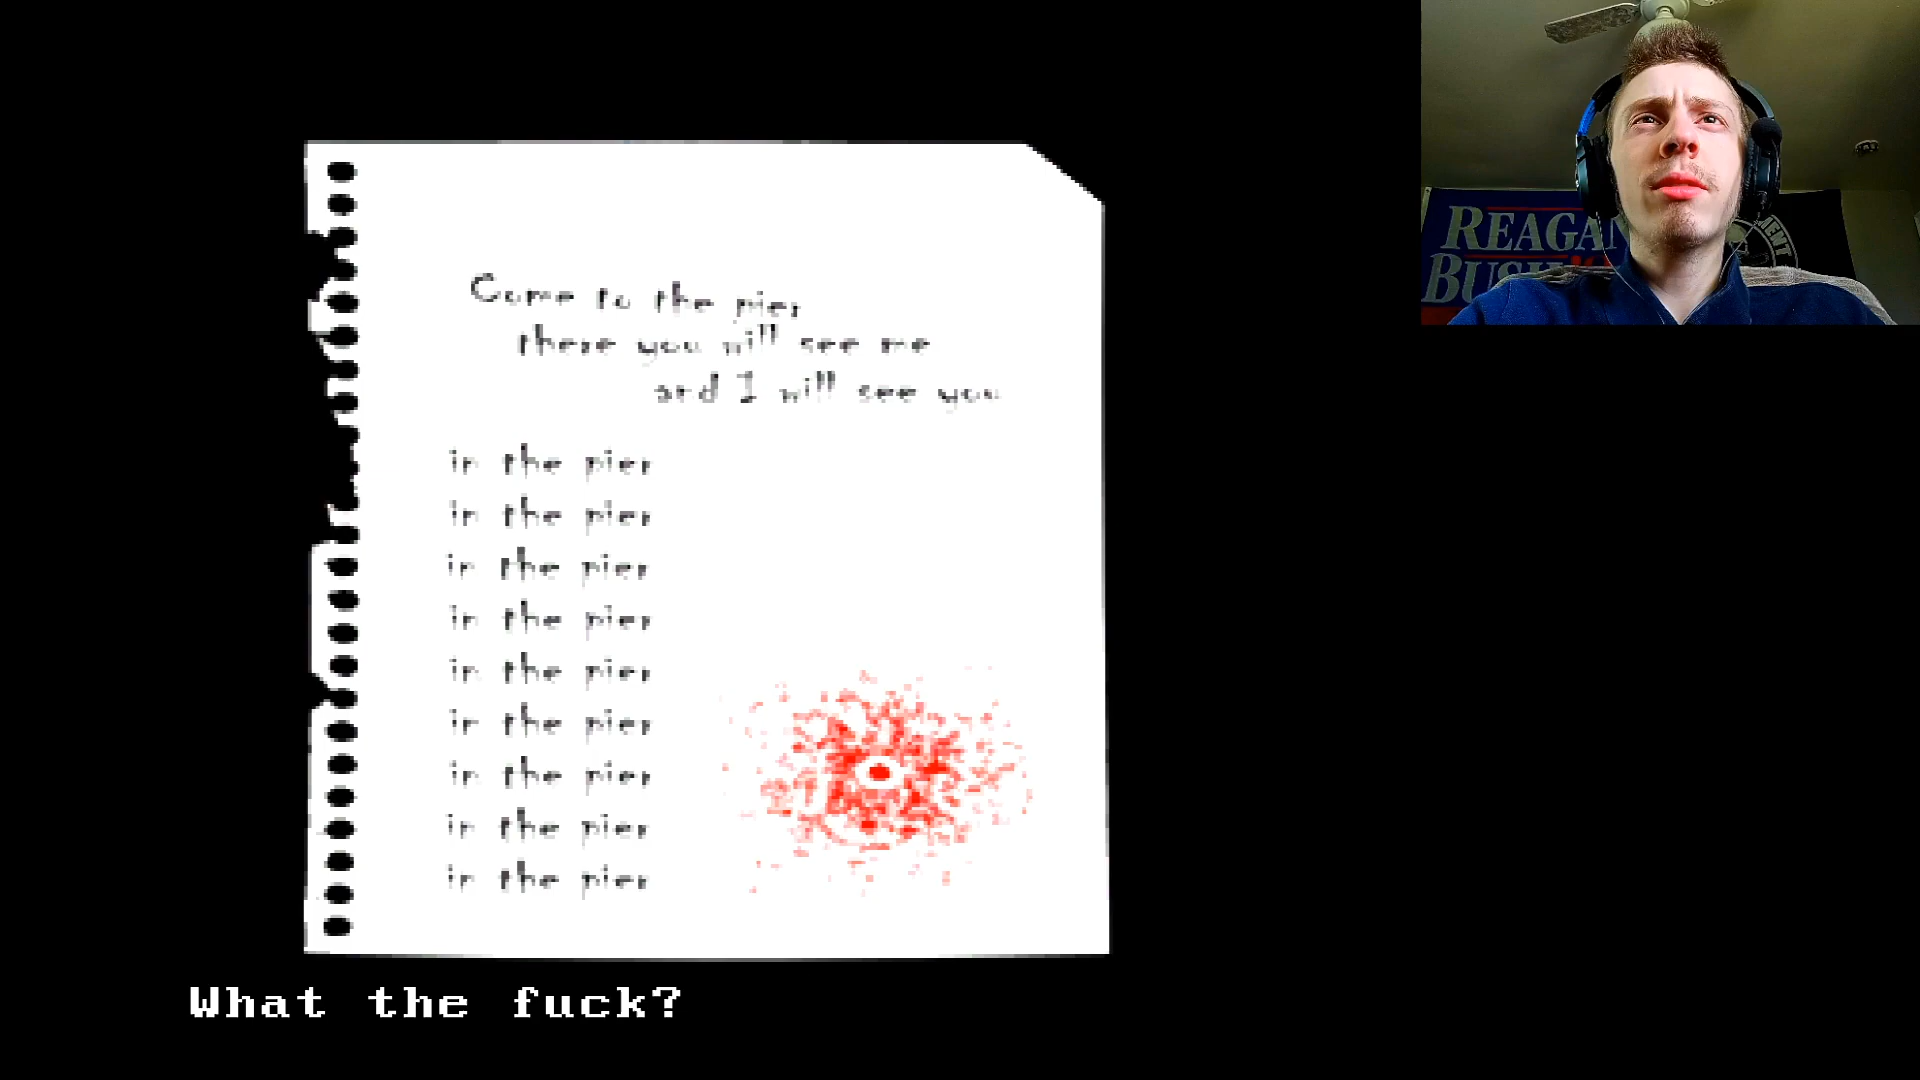 Come to the pier
there you will see me
and I will see you
in the pier
in the pier
in the pier
in the pier
in the pier
in the pier
in the pier
in the pier
in the pier
What the fuck?
REAGAN
BUSH